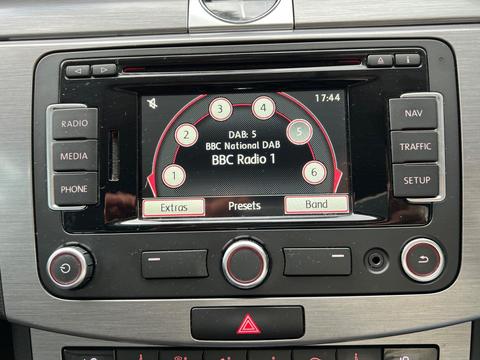 RADIO
MEDIA
PHONE
17:44
1
2
3
4
5
6
DAB: 5
BBC National DAB
BBC Radio 1
Extras
Presets
Band
NAV
TRAFFIC
SETUP